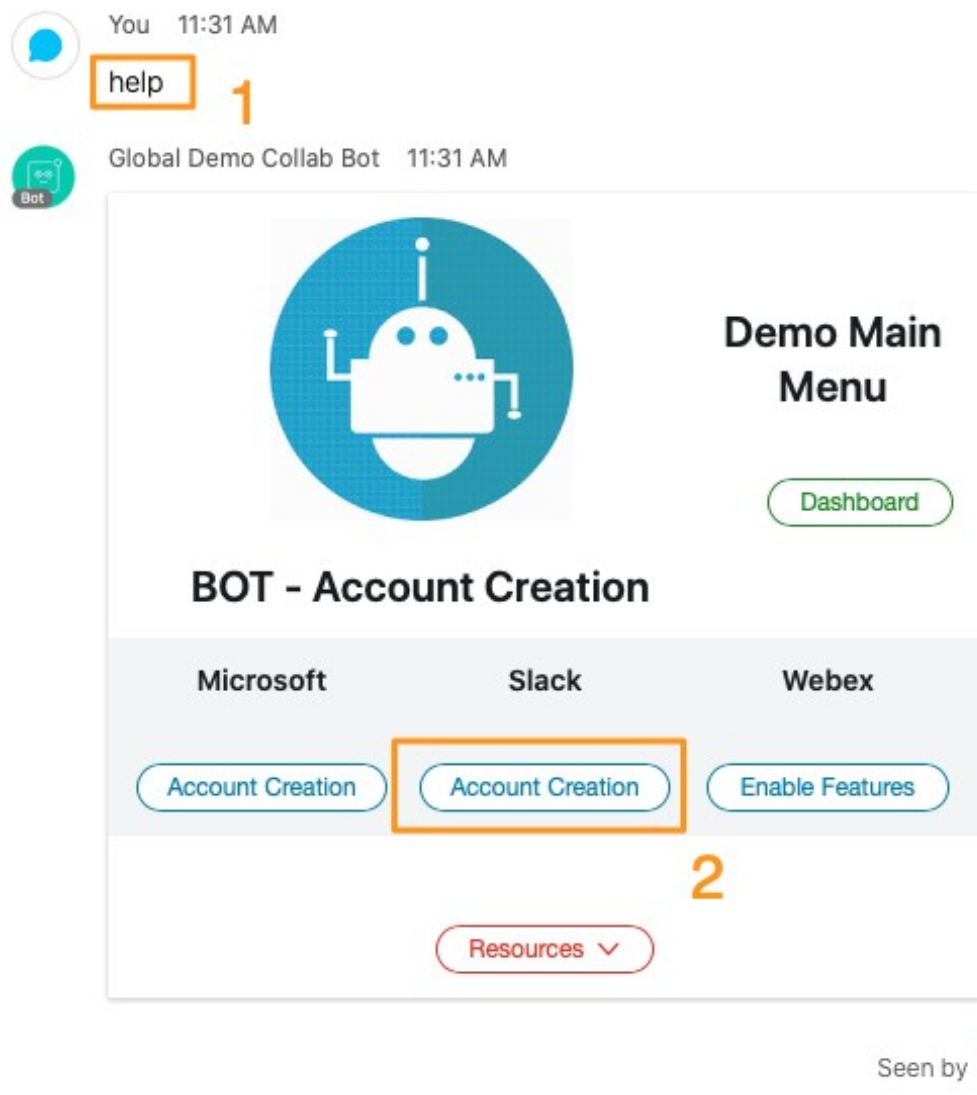 You 11:31 AM
help
1
Global Demo Collab Bot 11:31 AM
Bot
Demo Main
Menu
Dashboard
BOT - Account Creation
Microsoft Slack Webex
Account Creation Account Creation Enable Features
2
Resources
Seen by